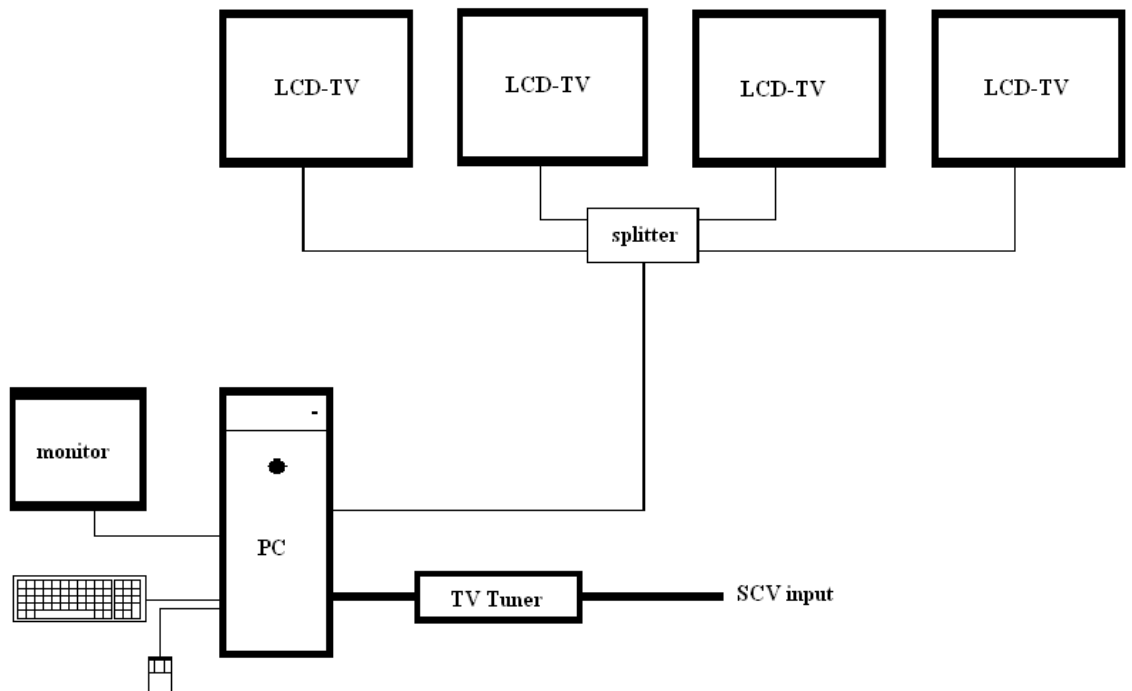 LCD-TV
LCD-TV
LCD-TV
LCD-TV
splitter
monitor
PC
TV Tuner
SCV input